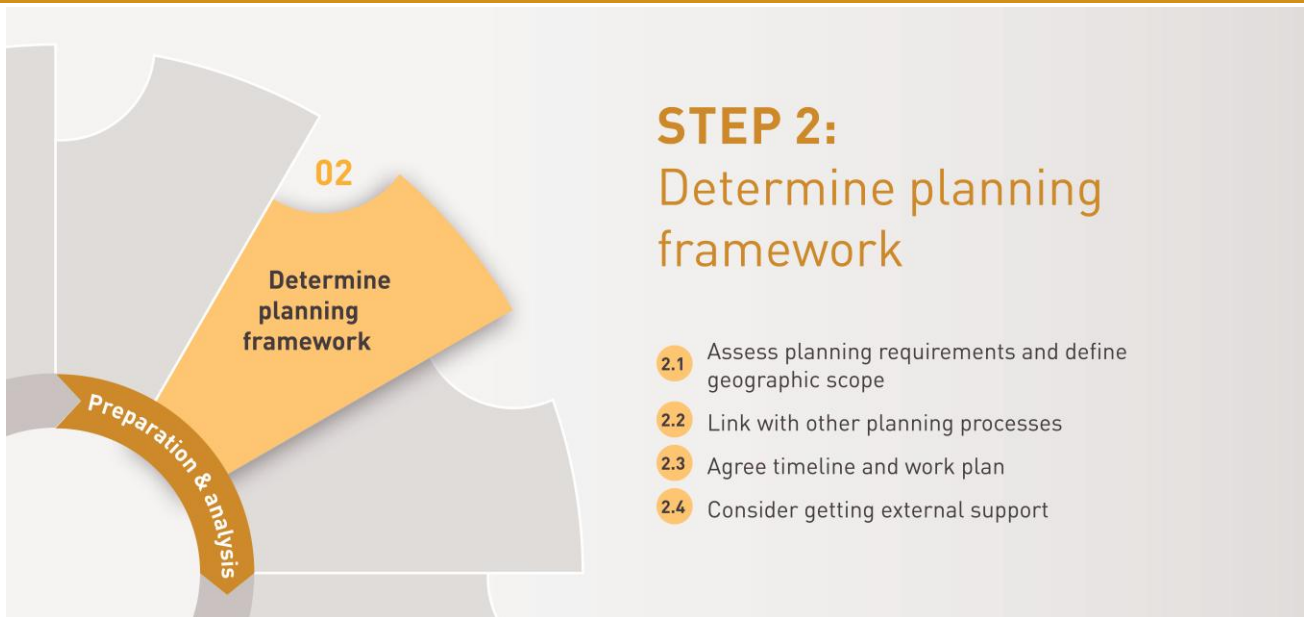 02
Determine
planning
framework
Preparation & analysis
STEP 2:
Determine planning
framework
2.1 Assess planning requirements and define
geographic scope
2.2 Link with other planning processes
2.3 Agree timeline and work plan
2.4 Consider getting external support